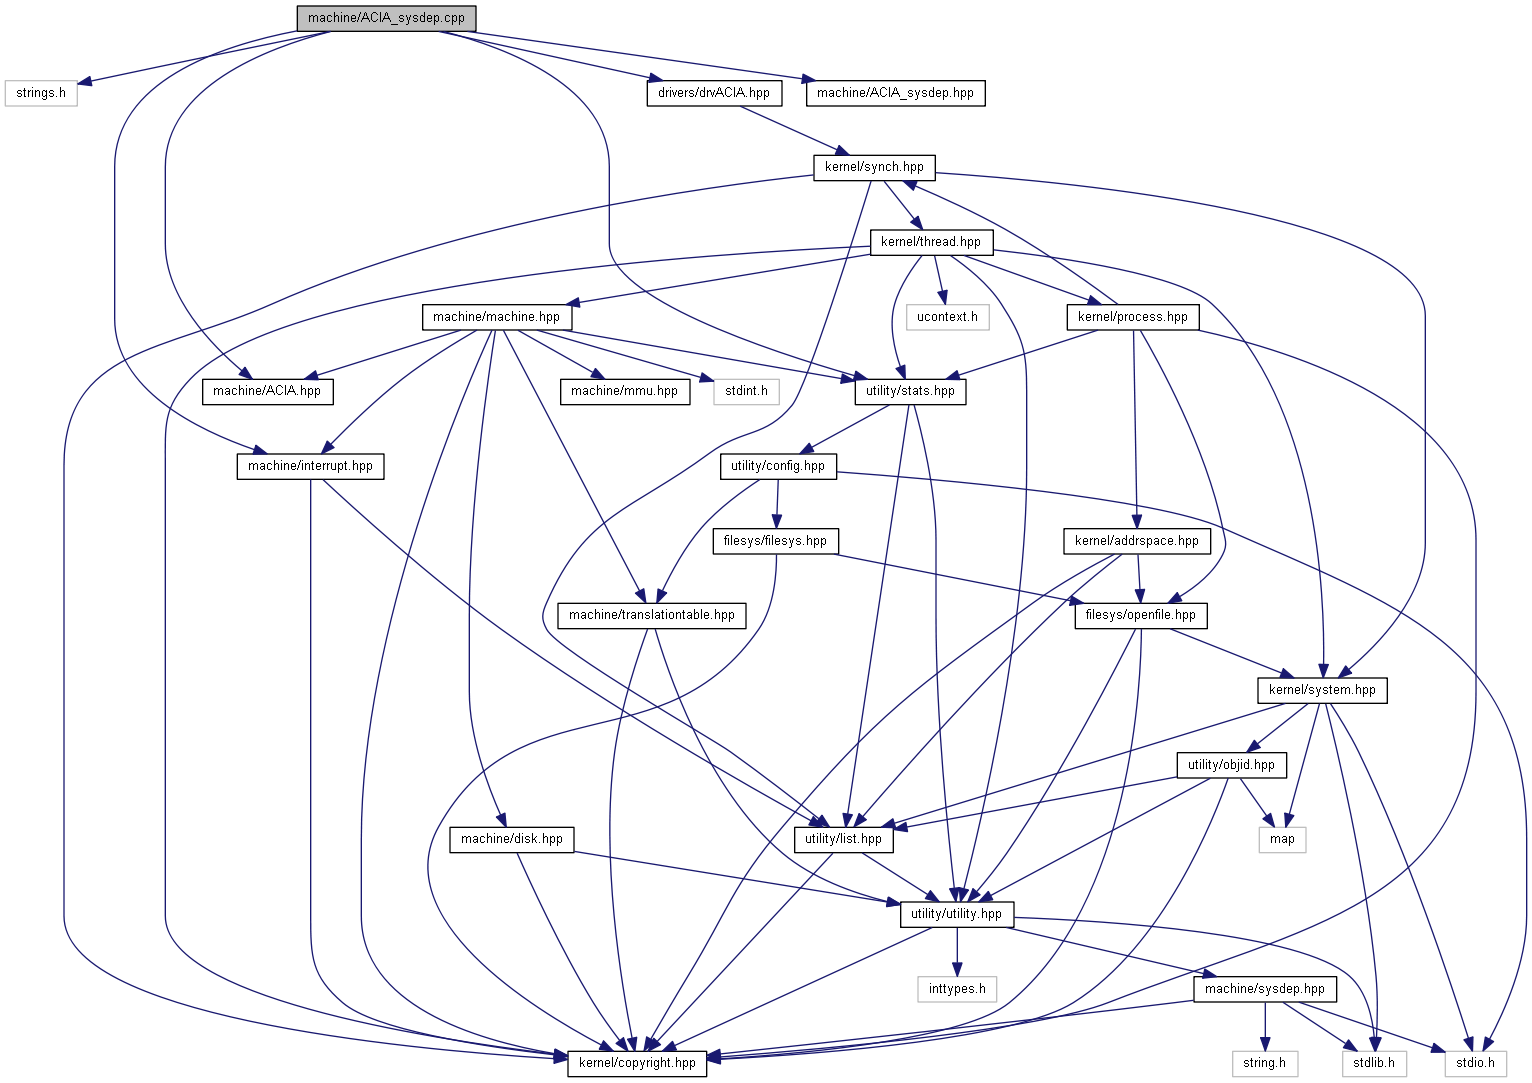 machine/ACIA_sysdep.cpp
strings.h
drivers/drvACIA.hpp
machine/ACIA_sysdep.hpp
kernel/synch.hpp
kernel/thread.hpp
machine/machine.hpp
ucontext.h
kernel/process.hpp
machine/ACIA.hpp
machine/mmu.hpp
stdint.h
utility/stats.hpp
machine/interrupt.hpp
utility/config.hpp
filesys/filesys.hpp
kernel/addrspace.hpp
machine/translationtable.hpp
filesys/openfile.hpp
kernel/system.hpp
utility/objid.hpp
machine/disk.hpp
utility/list.hpp
map
utility/utility.hpp
inttypes.h
machine/sysdep.hpp
kernel/copyright.hpp
string.h
stdlib.h
stdio.h